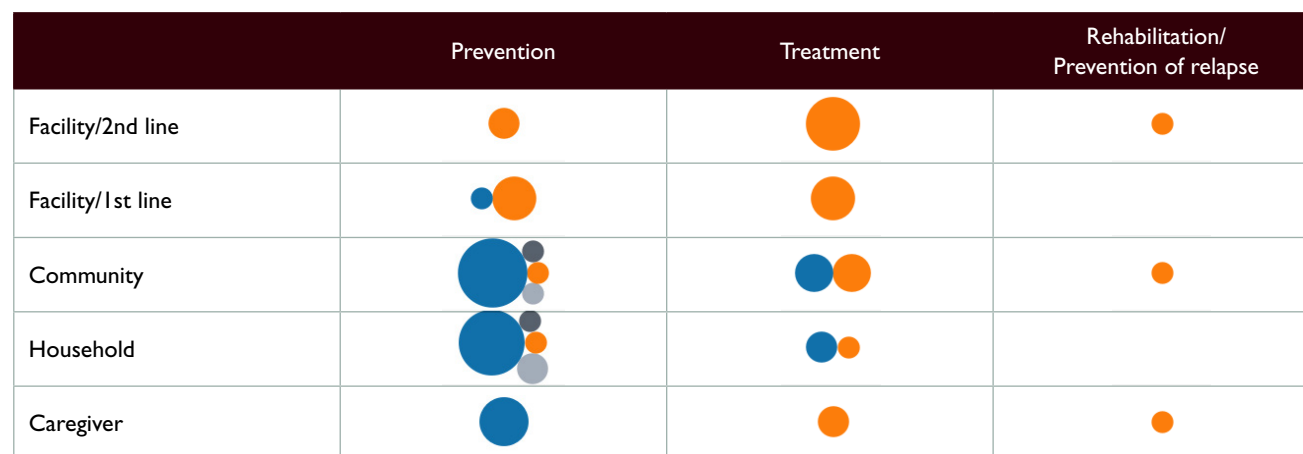 Prevention
Treatment
Rehabilitation/
Prevention of relapse
Facility/2nd line
Facility/1st line
Community
Household
Caregiver